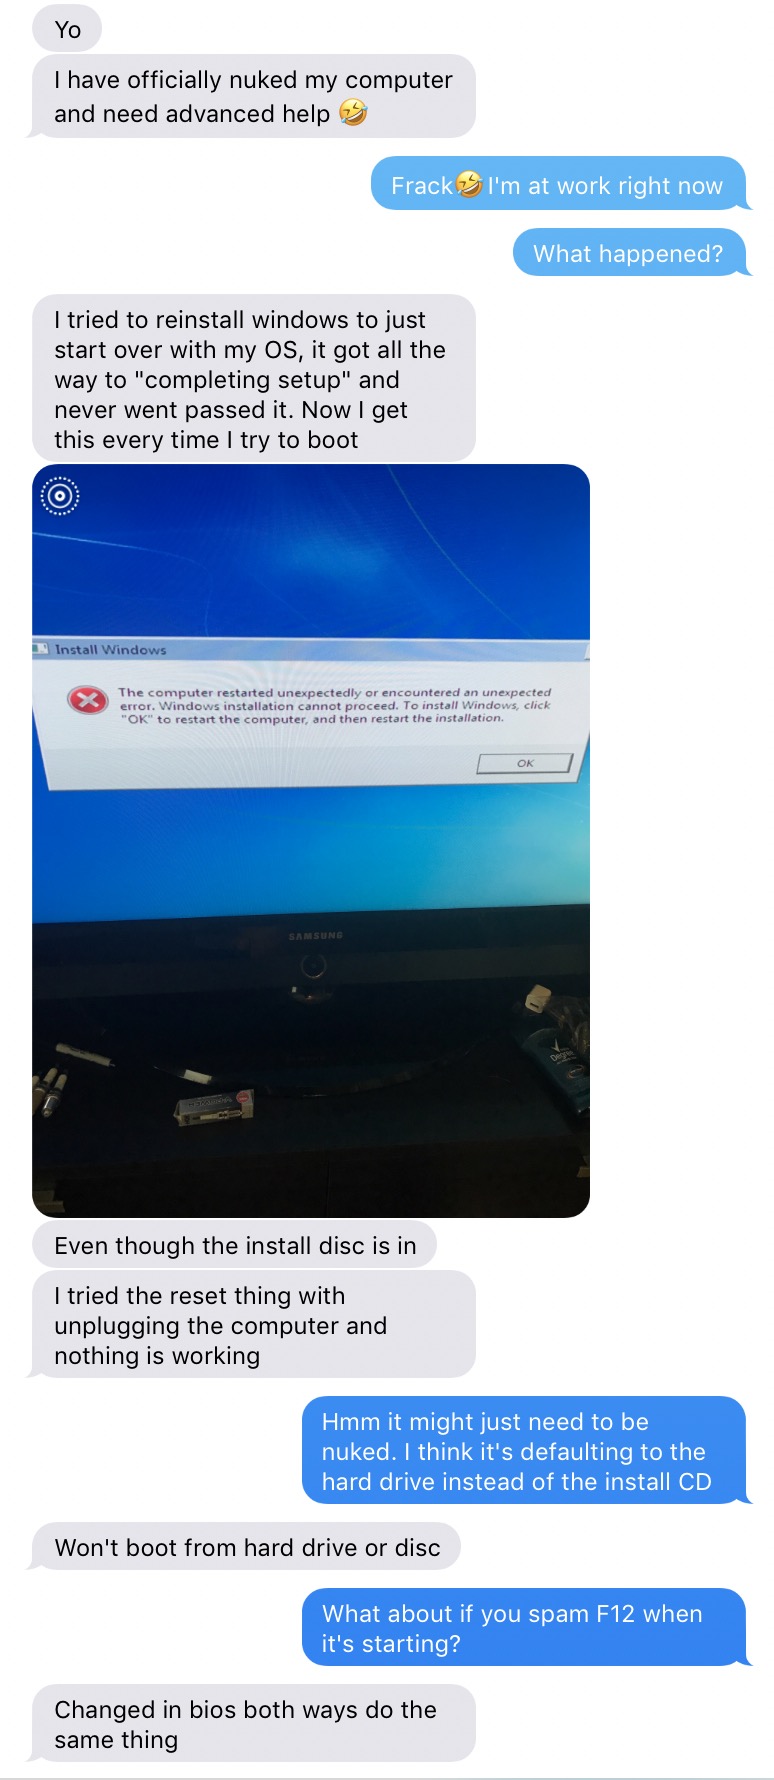 Yo
I have officially nuked my computer
and need advanced help 🤣
Frack🤣I'm at work right now
What happened?
I tried to reinstall windows to just
start over with my OS, it got all the
way to "completing setup" and
never went passed it. Now I get
this every time I try to boot
Install Windows
The computer restarted unexpectedly or encountered an unexpected
error. Windows installation cannot proceed. To install Windows, click
"OK" to restart the computer, and then restart the installation.
OK
SAMSUNG
Degree
Even though the install disc is in
I tried the reset thing with
unplugging the computer and
nothing is working
Hmm it might just need to be
nuked. I think it's defaulting to the
hard drive instead of the install CD
Won't boot from hard drive or disc
What about if you spam F12 when
it's starting?
Changed in bios both ways do the
same thing